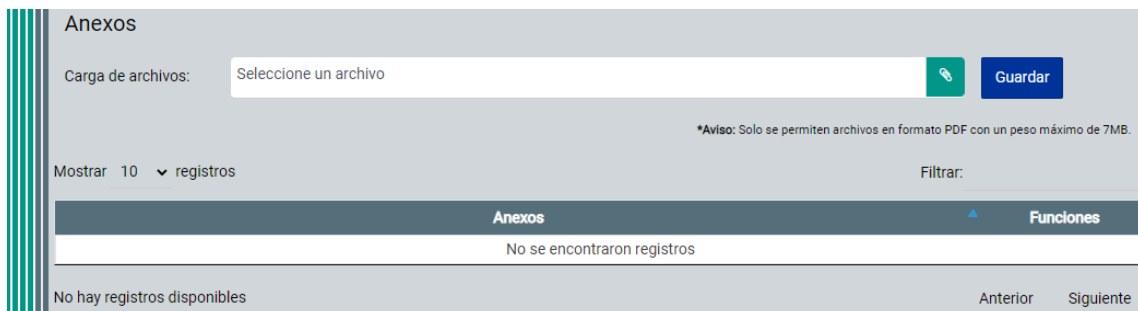 Anexos
Carga de archivos: Seleccione un archivo Guardar
*Aviso: Solo se permiten archivos en formato PDF con un peso máximo de 7MB.
Mostrar 10 registros Filtrar:
Anexos Funciones
No se encontraron registros
No hay registros disponibles Anterior Siguiente